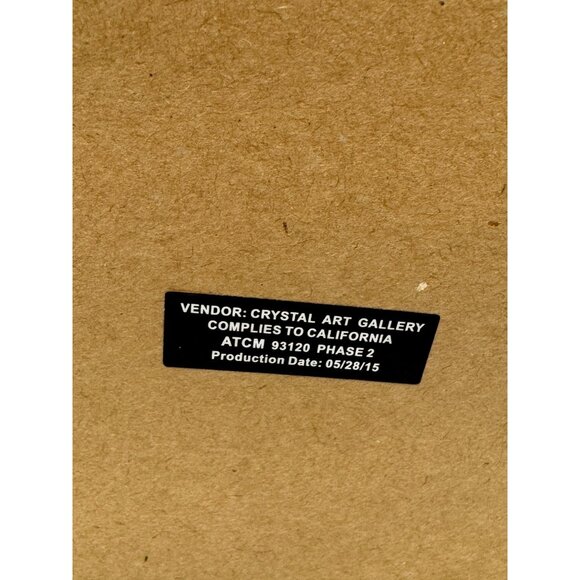 VENDOR: CRYSTAL ART GALLERY
COMPLIES TO CALIFORNIA
ATCM 93120 PHASE 2
Production Date: 05/28/15